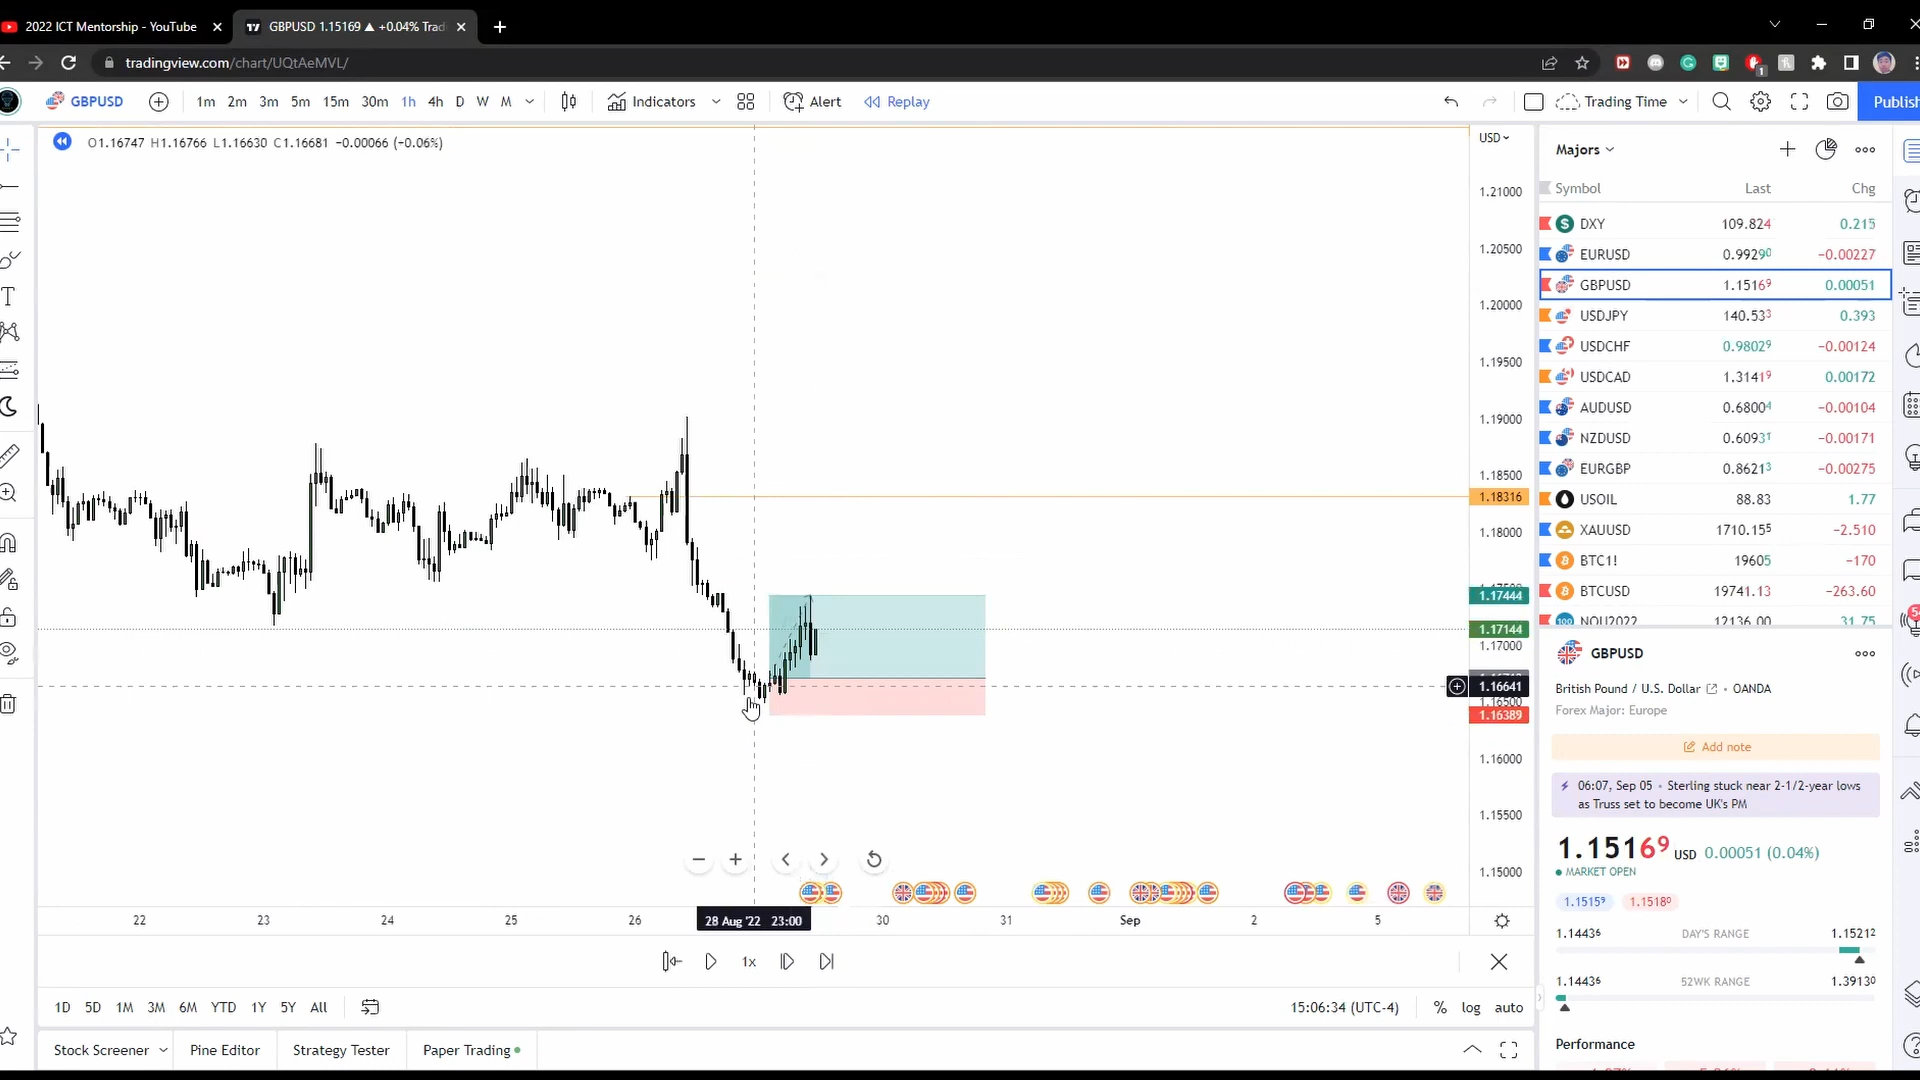 2022 ICT Mentorship - YouTube
GBPUSD 1.15169 ▲ +0.04% Trad
tradingview.com/chart/UQtAeMVL/
GBPUSD 1m 2m 3m 5m 15m 30m 1h 4h D W M Indicators Alert Replay Trading Time Publish
O1.16747 H1.16766 L1.16630 C1.16681 −0.00066 (−0.06%)
USD
1.21000
1.20500
1.20000
1.19500
1.19000
1.18500
1.18316
1.18000
1.17444
1.17144
1.17000
1.16641
1.16500
1.16389
1.16000
1.15500
1.15000
22 23 24 25 26 28 Aug '22 23:00 30 31 Sep 2 5
1x
1D 5D 1M 3M 6M YTD 1Y 5Y All 15:06:34 (UTC-4) % log auto
Stock Screener Pine Editor Strategy Tester Paper Trading
Majors
Symbol Last Chg
DXY 109.824 0.215
EURUSD 0.99290 −0.00227
GBPUSD 1.15169 0.00051
USDJPY 140.533 0.393
USDCHF 0.98029 −0.00124
USDCAD 1.31419 0.00172
AUDUSD 0.68004 −0.00104
NZDUSD 0.60931 −0.00171
EURGBP 0.86213 −0.00275
USOIL 88.83 1.77
XAUUSD 1710.155 −2.510
BTC1! 19605 −170
BTCUSD 19741.13 −263.60
NQU2022 12136.00 31.75
GBPUSD
British Pound / U.S. Dollar • OANDA
Forex Major: Europe
Add note
06:07, Sep 05 • Sterling stuck near 2-1/2-year lows
as Truss set to become UK's PM
1.15169 USD 0.00051 (0.04%)
MARKET OPEN
1.15159 1.15180
1.14436 DAY'S RANGE 1.15212
1.14436 52WK RANGE 1.39130
Performance